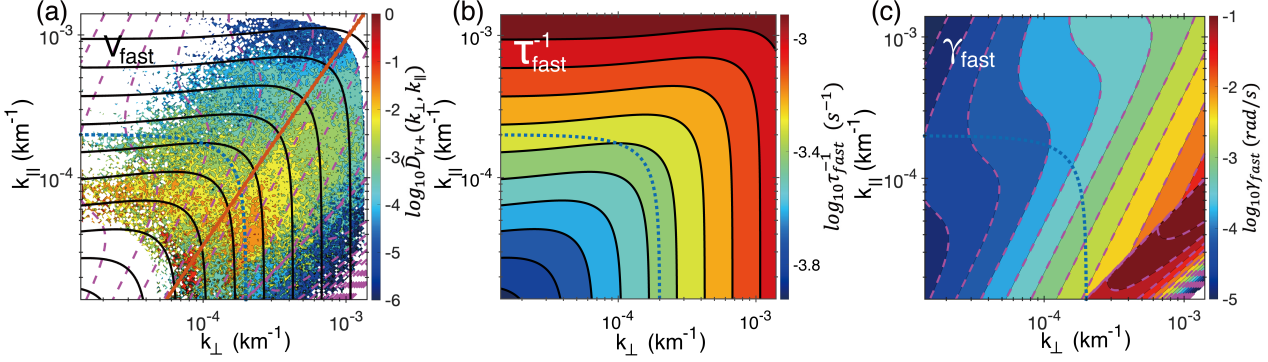 (a)
V_fast
10^-3
10^-4
k_∥ (km^-1)
10^-4
10^-3
k_⊥ (km^-1)
0
-1
-2
-3
-4
-5
-6
log_10 D̂_V+(k_⊥, k_∥)
(b)
τ^-1_fast
10^-3
10^-4
k_∥ (km^-1)
10^-4
10^-3
k_⊥ (km^-1)
-3
-3.4
-3.8
log_10 τ^-1_fast (s^-1)
(c)
γ_fast
10^-3
10^-4
k_∥ (km^-1)
10^-4
10^-3
k_⊥ (km^-1)
-1
-2
-3
-4
-5
log_10 γ_fast (rad/s)